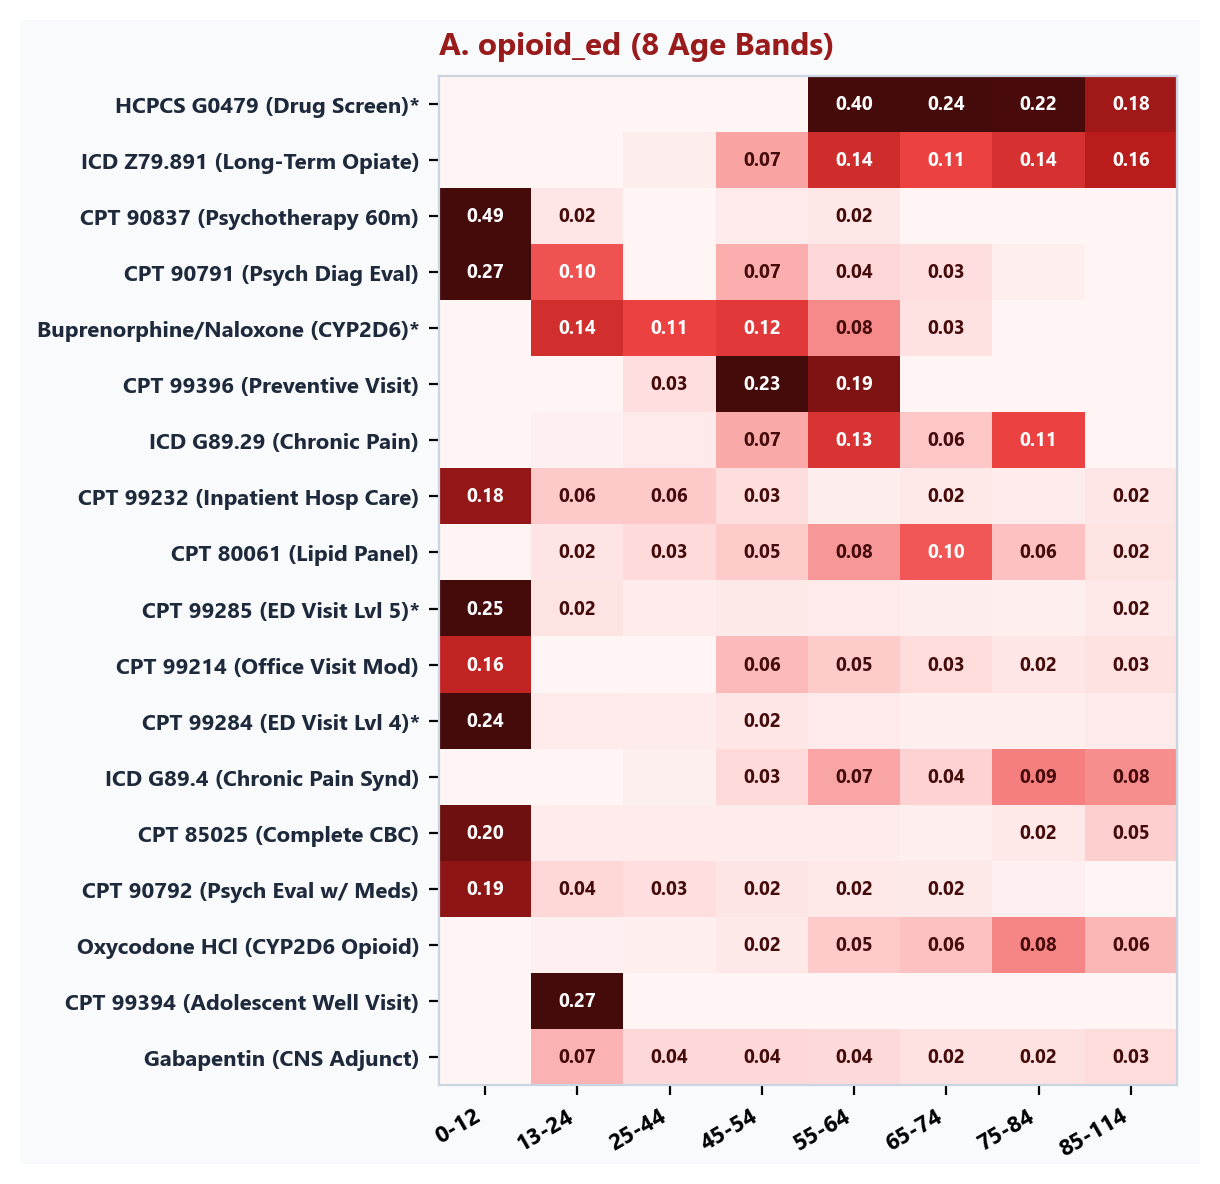 A. opioid_ed (8 Age Bands)
HCPCS G0479 (Drug Screen)* 0.40 0.24 0.22 0.18
ICD Z79.891 (Long-Term Opiate) 0.07 0.14 0.11 0.14 0.16
CPT 90837 (Psychotherapy 60m) 0.49 0.02 0.02
CPT 90791 (Psych Diag Eval) 0.27 0.10 0.07 0.04 0.03
Buprenorphine/Naloxone (CYP2D6)* 0.14 0.11 0.12 0.08 0.03
CPT 99396 (Preventive Visit) 0.03 0.23 0.19
ICD G89.29 (Chronic Pain) 0.07 0.13 0.06 0.11
CPT 99232 (Inpatient Hosp Care) 0.18 0.06 0.06 0.03 0.02 0.02
CPT 80061 (Lipid Panel) 0.02 0.03 0.05 0.08 0.10 0.06 0.02
CPT 99285 (ED Visit Lvl 5)* 0.25 0.02 0.02
CPT 99214 (Office Visit Mod) 0.16 0.06 0.05 0.03 0.02 0.03
CPT 99284 (ED Visit Lvl 4)* 0.24 0.02
ICD G89.4 (Chronic Pain Synd) 0.03 0.07 0.04 0.09 0.08
CPT 85025 (Complete CBC) 0.20 0.02 0.05
CPT 90792 (Psych Eval w/ Meds) 0.19 0.04 0.03 0.02 0.02 0.02
Oxycodone HCl (CYP2D6 Opioid) 0.02 0.05 0.06 0.08 0.06
CPT 99394 (Adolescent Well Visit) 0.27
Gabapentin (CNS Adjunct) 0.07 0.04 0.04 0.04 0.02 0.02 0.03
0-12 13-24 25-44 45-54 55-64 65-74 75-84 85-114